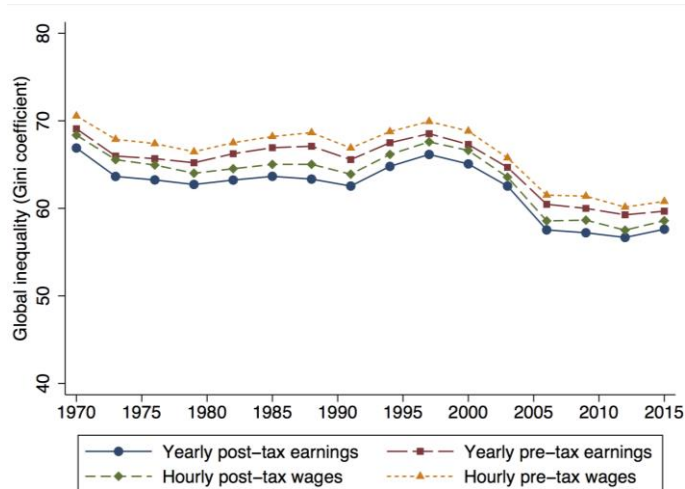 80
70
60
50
40
Global inequality (Gini coefficient)
1970 1975 1980 1985 1990 1995 2000 2005 2010 2015
Yearly post−tax earnings Yearly pre−tax earnings
Hourly post−tax wages Hourly pre−tax wages